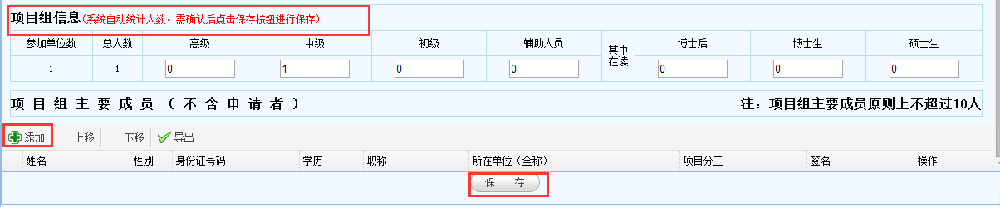 项目组信息(系统自动统计人数，需确认后点击保存按钮进行保存)
参加单位数 总人数 高级 中级 初级 辅助人员 其中在读 博士后 博士生 硕士生
1 1 0 1 0 0 0 0 0
项目组主要成员（不含申请者） 注：项目组主要成员原则上不超过10人
添加 上移 下移 导出
姓名 性别 身份证号码 学历 职称 所在单位（全称） 项目分工 签名 操作
保 存